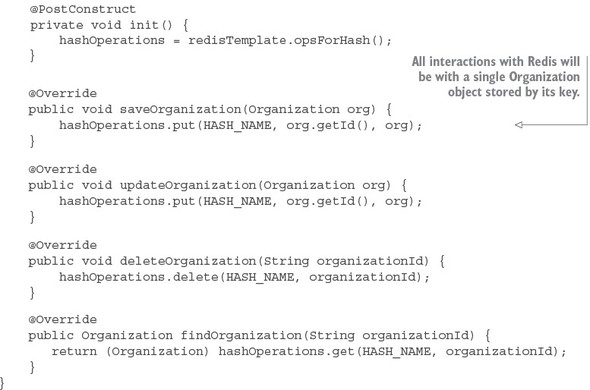 @PostConstruct
private void init() {
hashOperations = redisTemplate.opsForHash();
}
All interactions with Redis will
be with a single Organization
object stored by its key.
@Override
public void saveOrganization(Organization org) {
hashOperations.put(HASH_NAME, org.getId(), org);
}
@Override
public void updateOrganization(Organization org) {
hashOperations.put(HASH_NAME, org.getId(), org);
}
@Override
public void deleteOrganization(String organizationId) {
hashOperations.delete(HASH_NAME, organizationId);
}
@Override
public Organization findOrganization(String organizationId) {
return (Organization) hashOperations.get(HASH_NAME, organizationId);
}
}